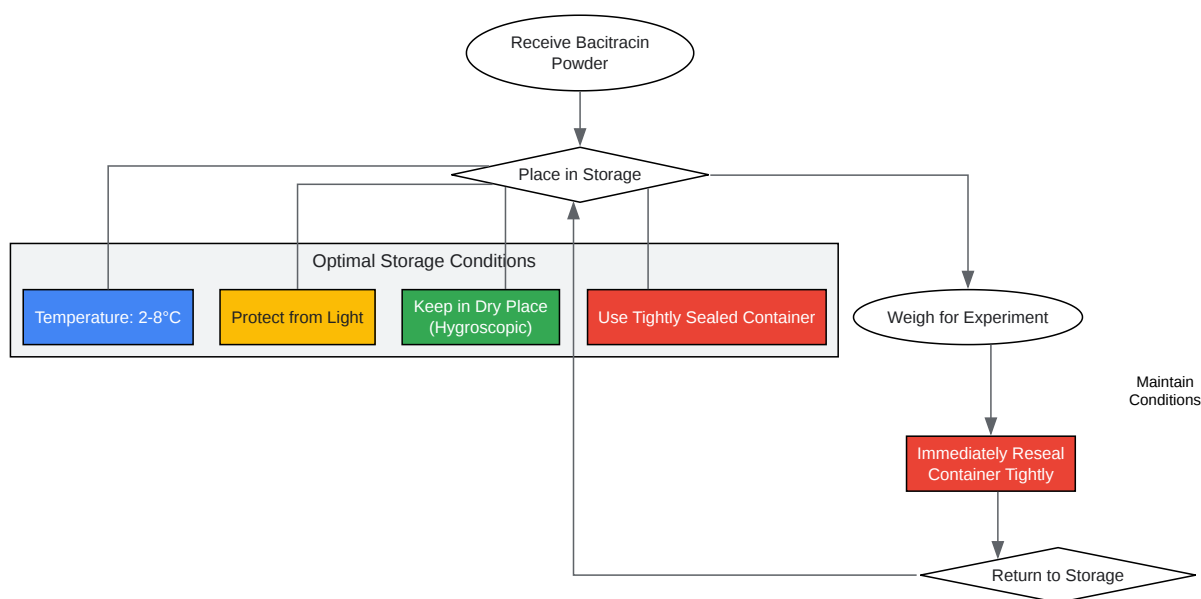 Receive Bacitracin
Powder
Place in Storage
Optimal Storage Conditions
Temperature: 2-8°C
Protect from Light
Keep in Dry Place
(Hygroscopic)
Use Tightly Sealed Container
Weigh for Experiment
Maintain
Conditions
Immediately Reseal
Container Tightly
Return to Storage